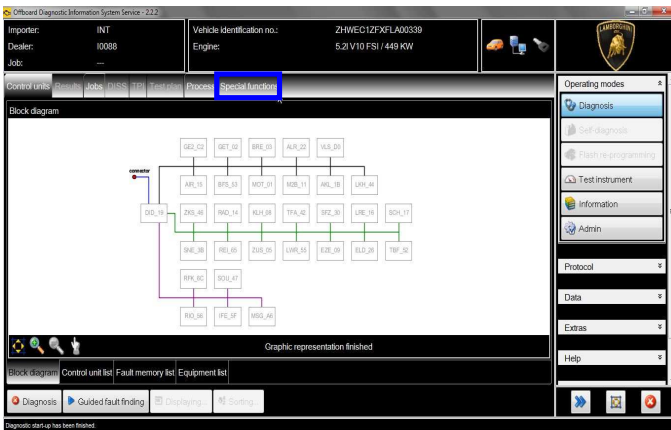 Offboard Diagnostic Information System Service - 2.2.2
Importer: INT
Dealer: I0088
Job: ---
Vehicle identification no.: ZHWEC1ZFXFLA00339
Engine: 5.2l V10 FSI / 449 KW
LAMBORGHINI
Control units Results Jobs DISS TPI Test plan Process Special functions
Block diagram
GE2_C2 GET_02 BRE_03 ALR_22 VLS_D0
connector
AIR_15 BFS_53 MOT_01 M2B_11 AKL_1B LKH_44
DID_19 ZKS_46 RAD_14 KLH_08 TFA_42 SFZ_30 LRE_16 SCH_17
SNE_3B REI_65 ZUS_05 LWR_55 EZE_09 ELD_26 TBF_52
RFK_6C SOU_47
RIO_56 IFE_5F MSG_A6
Graphic representation finished
Block diagram Control unit list Fault memory list Equipment list
Diagnosis Guided fault finding Displaying... Sorting...
Diagnostic start-up has been finished.
Operating modes
Diagnosis
Self-diagnosis
Flash re-programming
Test instrument
Information
Admin
Protocol
Data
Extras
Help